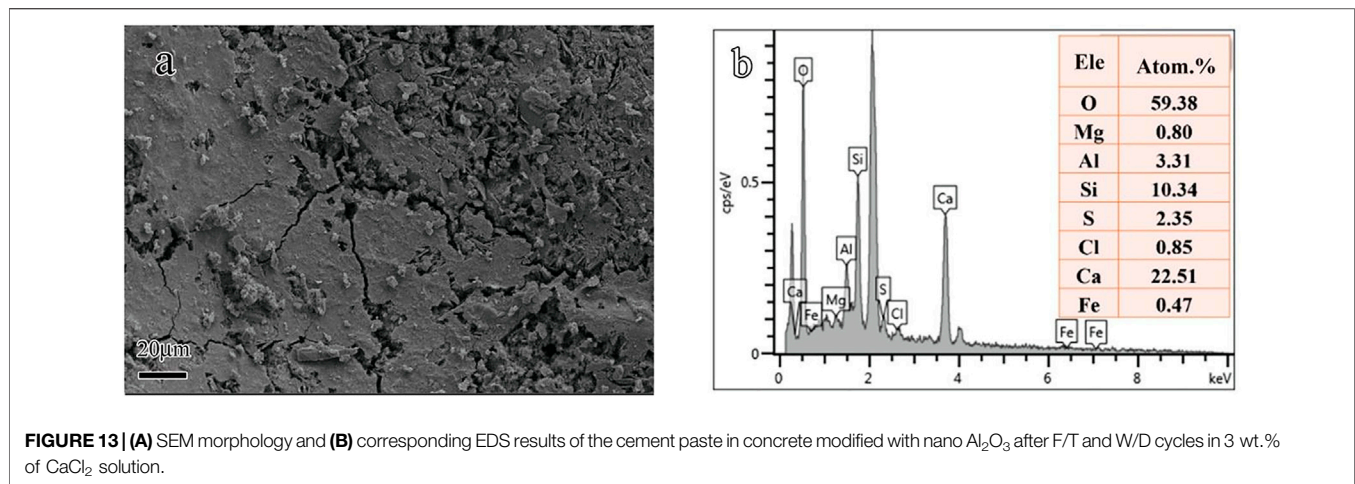 a
20μm
b
cps/eV
0.5
0
O
Si
Ca
Al
Ca
Fe
Mg
S
Cl
Fe
Fe
0
2
4
6
8
keV
Ele Atom.%
O 59.38
Mg 0.80
Al 3.31
Si 10.34
S 2.35
Cl 0.85
Ca 22.51
Fe 0.47
FIGURE 13 | (A) SEM morphology and (B) corresponding EDS results of the cement paste in concrete modified with nano Al₂O₃ after F/T and W/D cycles in 3 wt.%
of CaCl₂ solution.